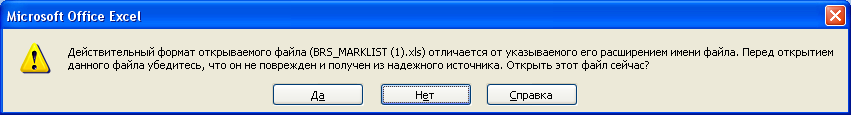 Microsoft Office Excel
Действительный формат открываемого файла (BRS_MARKLIST (1).xls) отличается от указываемого его расширением имени файла. Перед открытием
данного файла убедитесь, что он не поврежден и получен из надежного источника. Открыть этот файл сейчас?
Да Нет Справка